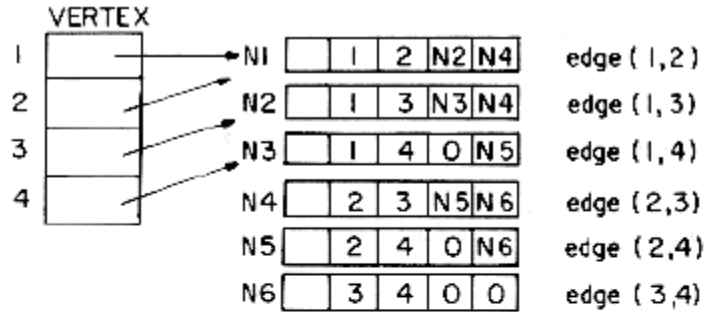 VERTEX
1 N1 1 2 N2 N4 edge (1,2)
2 N2 1 3 N3 N4 edge (1,3)
3 N3 1 4 0 N5 edge (1,4)
4 N4 2 3 N5 N6 edge (2,3)
N5 2 4 0 N6 edge (2,4)
N6 3 4 0 0 edge (3,4)